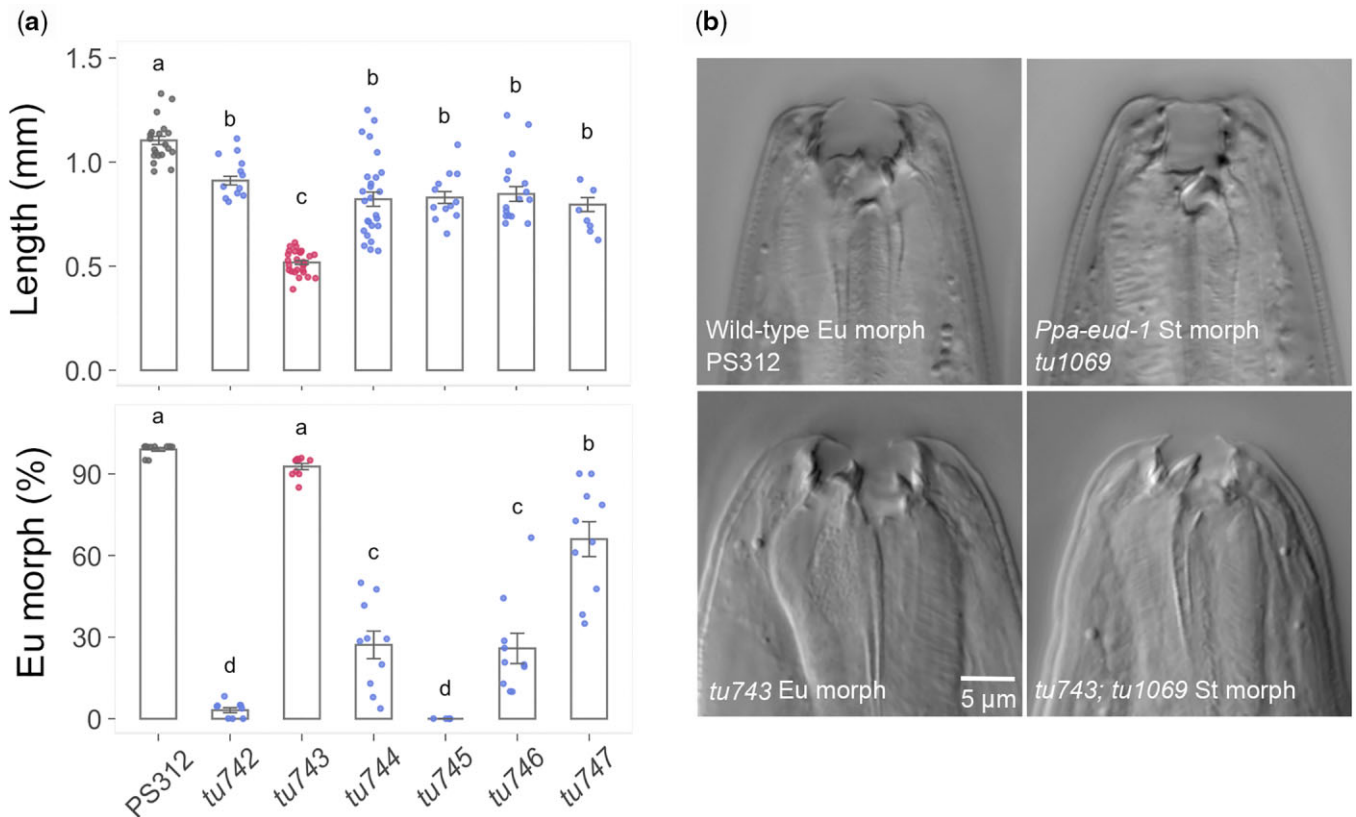 (a)
Length (mm)
1.5
1.0
0.5
0.0
a
b
c
b
b
b
b
Eu morph (%)
90
60
30
0
a
d
a
c
d
c
b
PS312
tu742
tu743
tu744
tu745
tu746
tu747
(b)
Wild-type Eu morph
PS312
Ppa-eud-1 St morph
tu1069
tu743 Eu morph
5 µm
tu743; tu1069 St morph